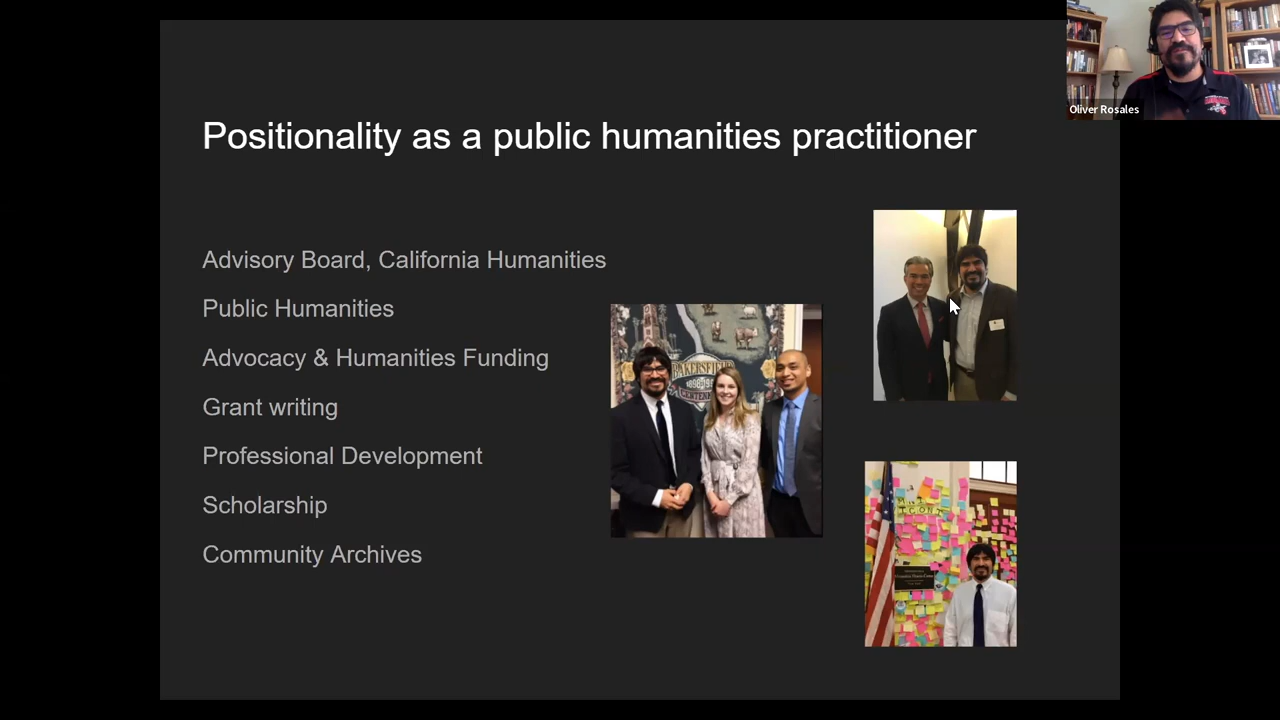 Oliver Rosales
Positionality as a public humanities practitioner
Advisory Board, California Humanities
Public Humanities
Advocacy & Humanities Funding
Grant writing
Professional Development
Scholarship
Community Archives
BAKERSFIELD